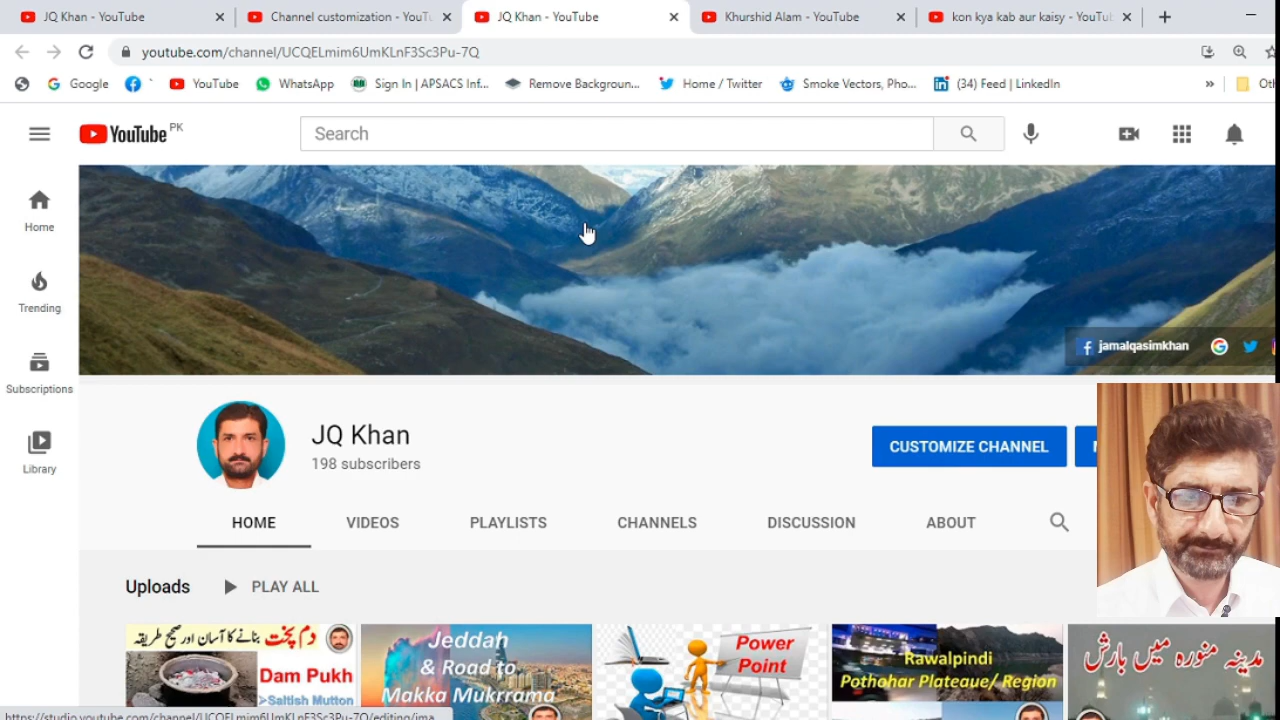 JQ Khan - YouTube
Channel customization - YouTu
JQ Khan - YouTube
Khurshid Alam - YouTube
kon kya kab aur kaisy - YouTub
youtube.com/channel/UCQELmim6UmKLnF3Sc3Pu-7Q
Google
YouTube
WhatsApp
Sign In | APSACS Inf...
Remove Backgroun...
Home / Twitter
Smoke Vectors, Pho...
(34) Feed | LinkedIn
YouTube PK
Search
Home
Trending
Subscriptions
Library
jamalqasimkhan
JQ Khan
198 subscribers
CUSTOMIZE CHANNEL
HOME
VIDEOS
PLAYLISTS
CHANNELS
DISCUSSION
ABOUT
Uploads
PLAY ALL
دم پخت بنانے کا آسان اور صحیح طریقہ
Dam Pukh
>Saltish Mutton
Jeddah
& Road to
Makka Mukrrama
Power
Point
Rawalpindi
Pothohar Plateaue/ Region
مدینہ منورہ میں بارش
https://studio.youtube.com/channel/UCQELmim6UmKLnF3Sc3Pu-7Q/editing/ima